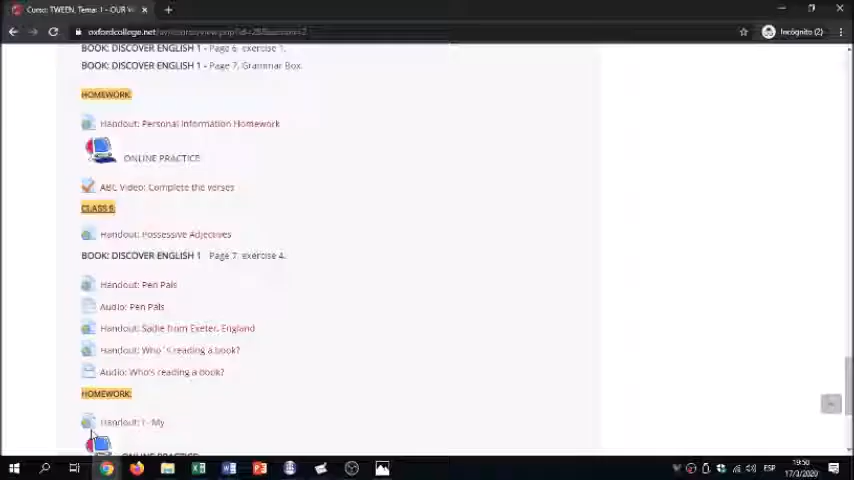 Curso: TWEEN, Tema: 1 - OUR W
oxfordcollege.net
Incógnito (2)
BOOK: DISCOVER ENGLISH 1 - Page 6, exercise 1.
BOOK: DISCOVER ENGLISH 1 - Page 7, Grammar Box.
HOMEWORK:
Handout: Personal Information Homework
ONLINE PRACTICE
ABC Video: Complete the verses
Handout: Possessive Adjectives
BOOK: DISCOVER ENGLISH 1 - Page 7, exercise 4.
Handout: Pen Pals
Audio: Pen Pals
Handout: Sadie from Exeter, England
Handout: Who´s reading a book?
Audio: Who's reading a book?
HOMEWORK:
Handout: I - My
ONLINE PRACTICE
ESP
19:50
17/3/2020